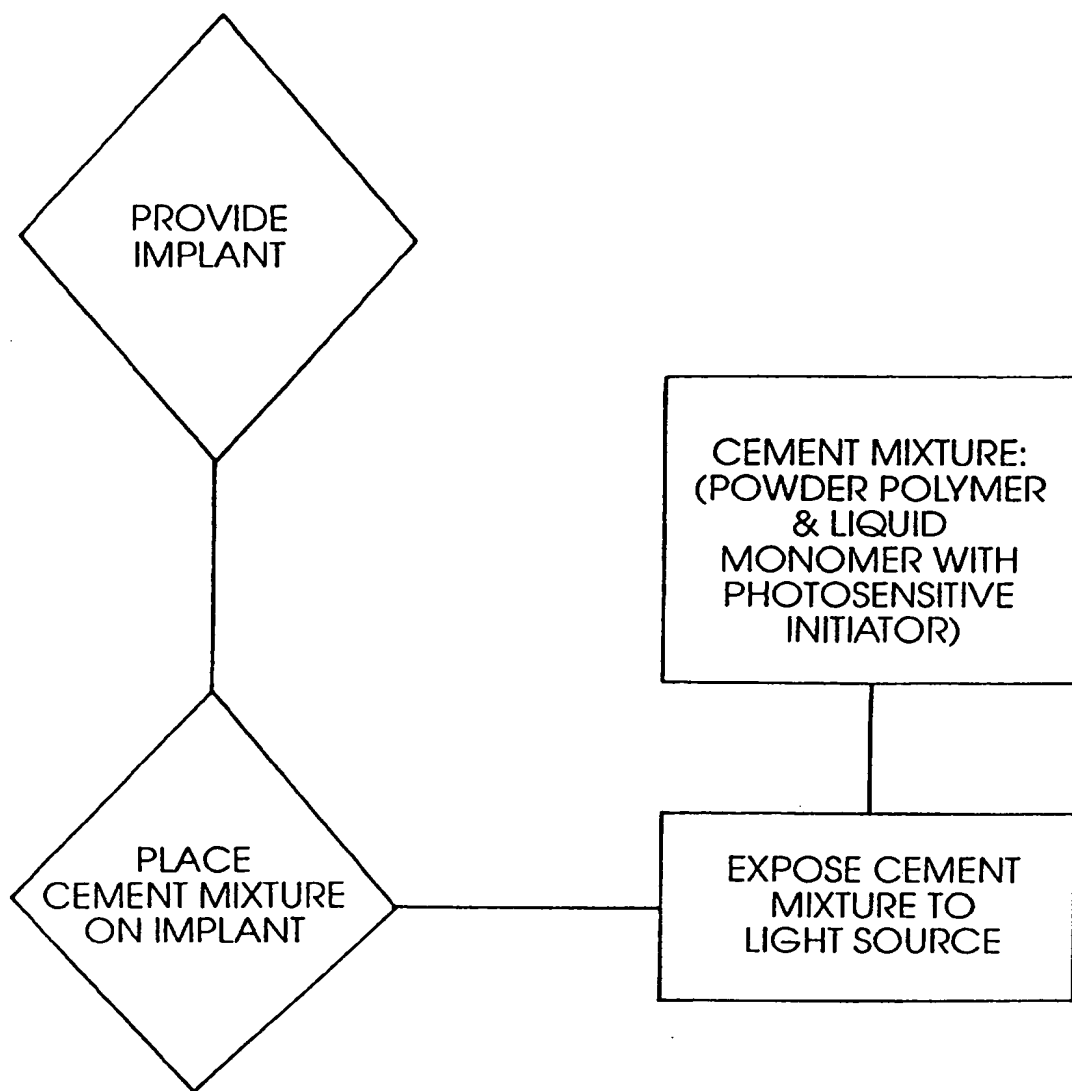 PROVIDE
IMPLANT
CEMENT MIXTURE:
(POWDER POLYMER
& LIQUID
MONOMER WITH
PHOTOSENSITIVE
INITIATOR)
PLACE
CEMENT MIXTURE
ON IMPLANT
EXPOSE CEMENT
MIXTURE TO
LIGHT SOURCE